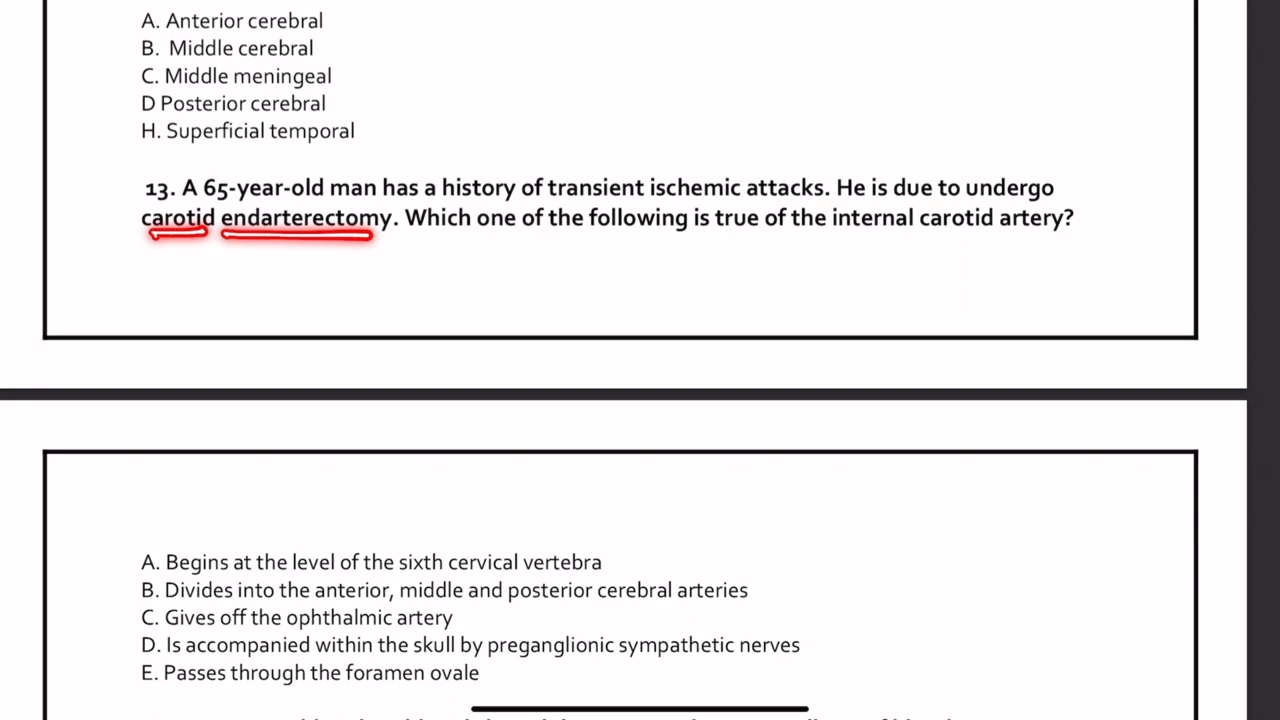 A. Anterior cerebral
B. Middle cerebral
C. Middle meningeal
D Posterior cerebral
H. Superficial temporal
13. A 65-year-old man has a history of transient ischemic attacks. He is due to undergo
carotid endarterectomy. Which one of the following is true of the internal carotid artery?
A. Begins at the level of the sixth cervical vertebra
B. Divides into the anterior, middle and posterior cerebral arteries
C. Gives off the ophthalmic artery
D. Is accompanied within the skull by preganglionic sympathetic nerves
E. Passes through the foramen ovale